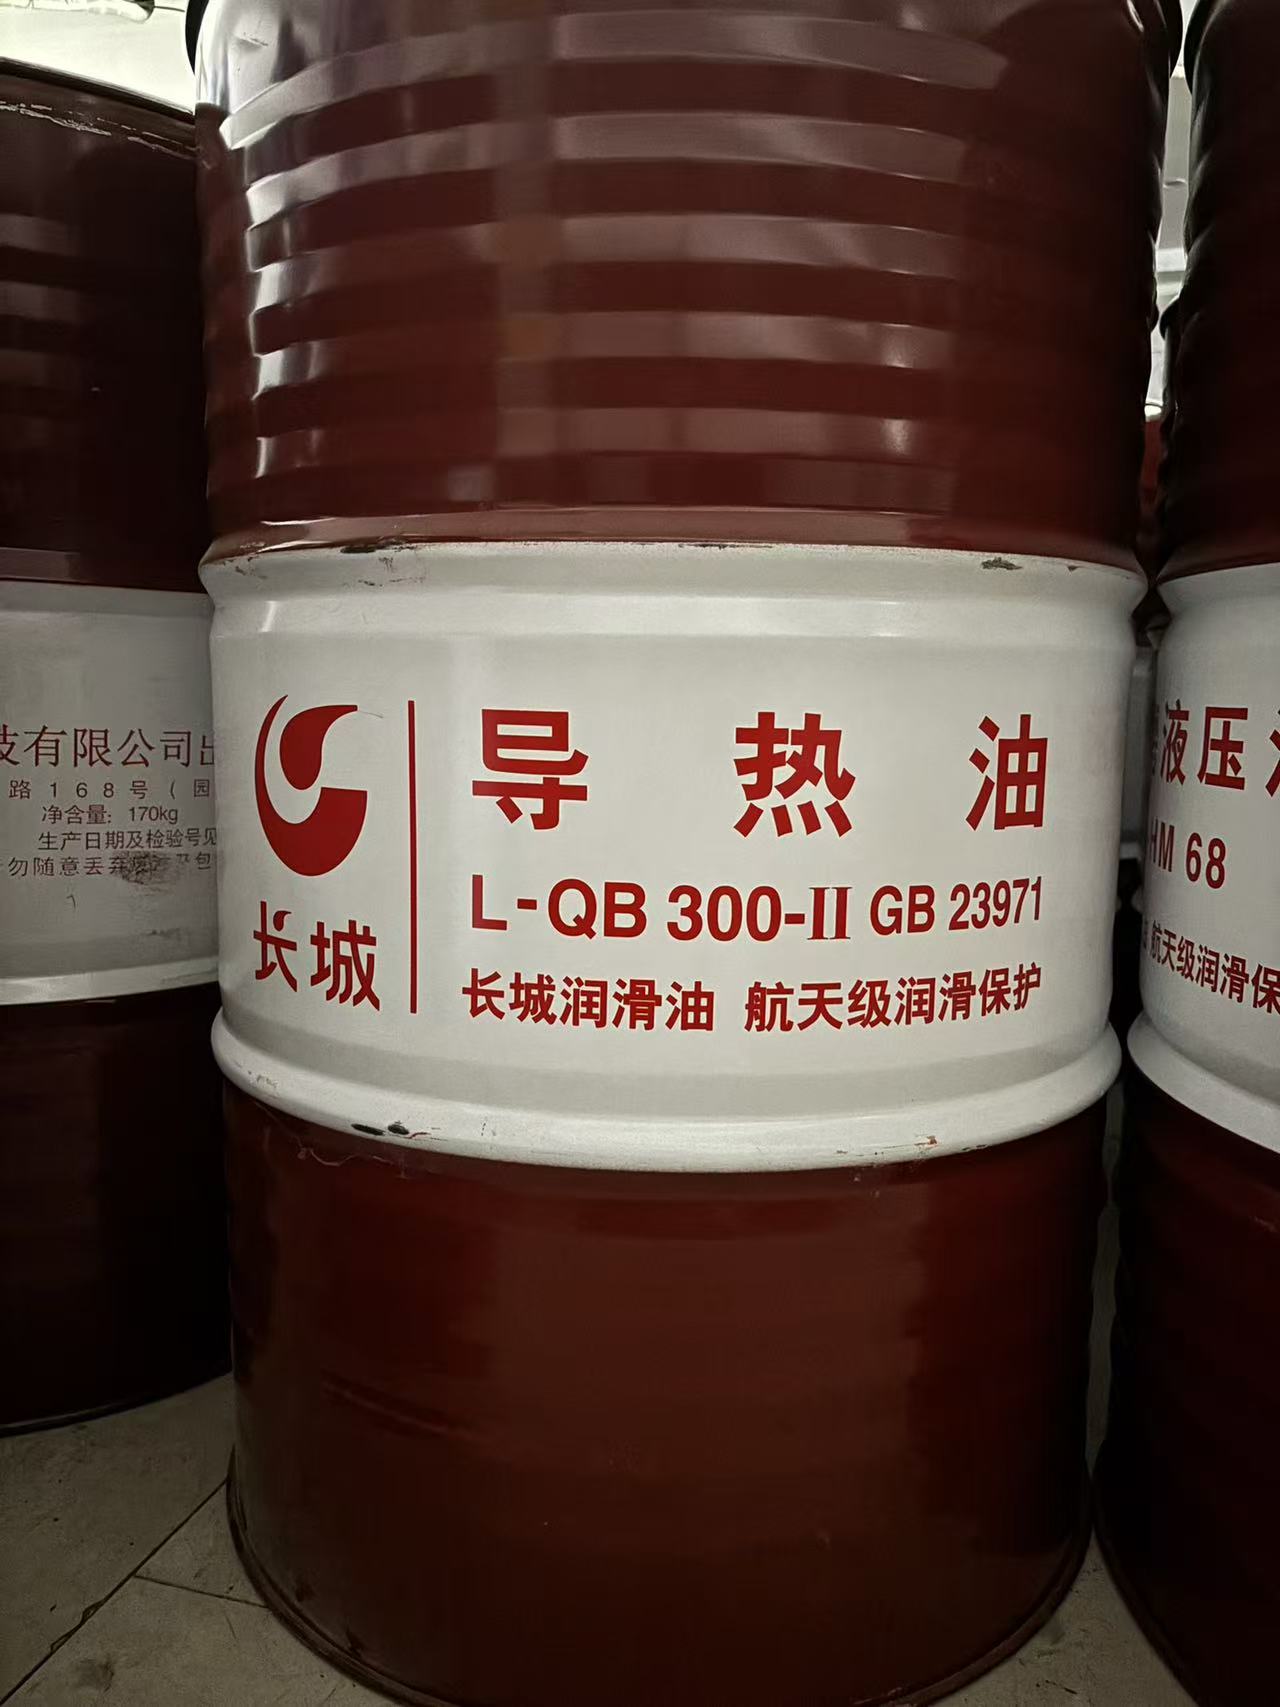 导热油
L-QB 300-II GB 23971
长城润滑油 航天级润滑保护
长城
技有限公司出
路168号(园
净含量: 170kg
生产日期及检验号见
勿随意丢弃
液压
HM 68
航天级润滑保